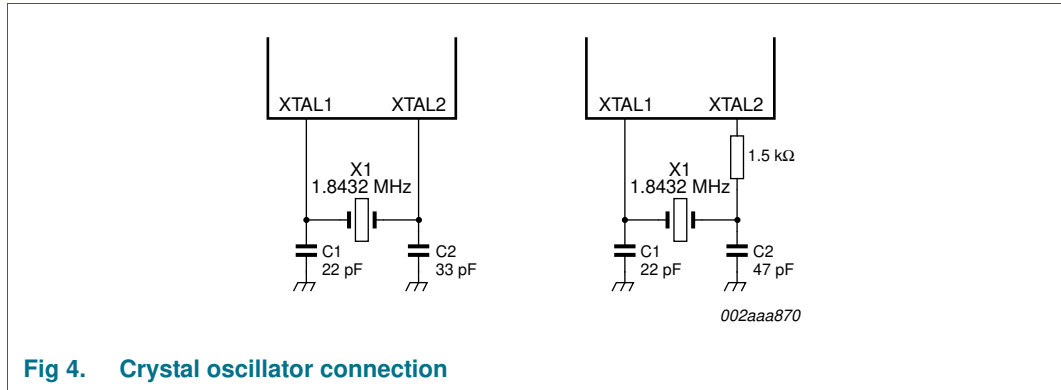 XTAL1 XTAL2
X1
1.8432 MHz
C1
22 pF
C2
33 pF
XTAL1 XTAL2
1.5 kΩ
X1
1.8432 MHz
C1
22 pF
C2
47 pF
002aaa870
Fig 4. Crystal oscillator connection